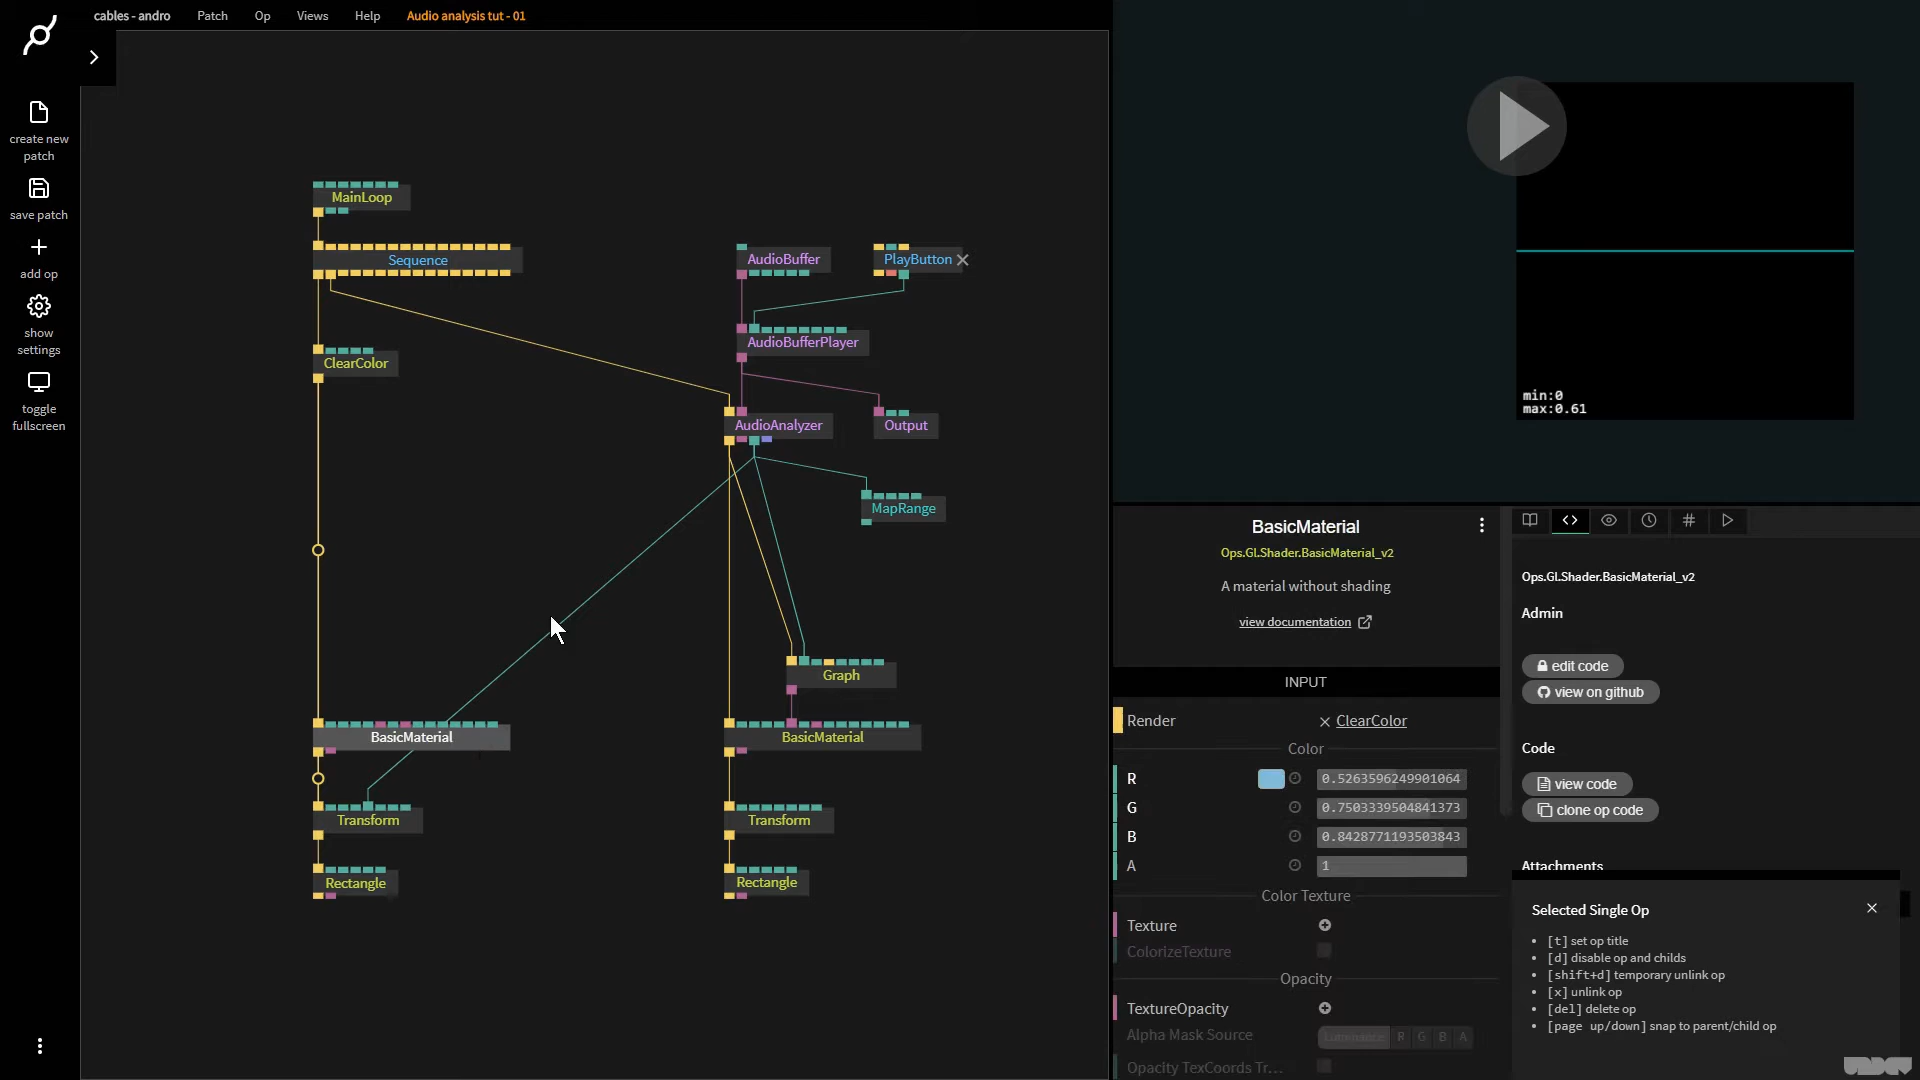 cables - andro Patch Op Views Help Audio analysis tut - 01
create new
patch
save patch
add op
show
settings
toggle
fullscreen
MainLoop
Sequence
AudioBuffer
PlayButton
AudioBufferPlayer
ClearColor
AudioAnalyzer
Output
MapRange
Graph
BasicMaterial
BasicMaterial
Transform
Transform
Rectangle
Rectangle
min:0
max:0.61
BasicMaterial
Ops.Gl.Shader.BasicMaterial_v2
A material without shading
view documentation
INPUT
Render
ClearColor
Color
R 0.5263596249901064
G 0.7503339504841373
B 0.8428771193503843
A 1
Color Texture
Texture
ColorizeTexture
Opacity
TextureOpacity
Alpha Mask Source Luminance R G B A
Opacity TexCoords Tr...
Ops.Gl.Shader.BasicMaterial_v2
Admin
edit code
view on github
Code
view code
clone op code
Attachments
Selected Single Op
[t] set op title
[d] disable op and childs
[shift+d] temporary unlink op
[x] unlink op
[del] delete op
[page up/down] snap to parent/child op